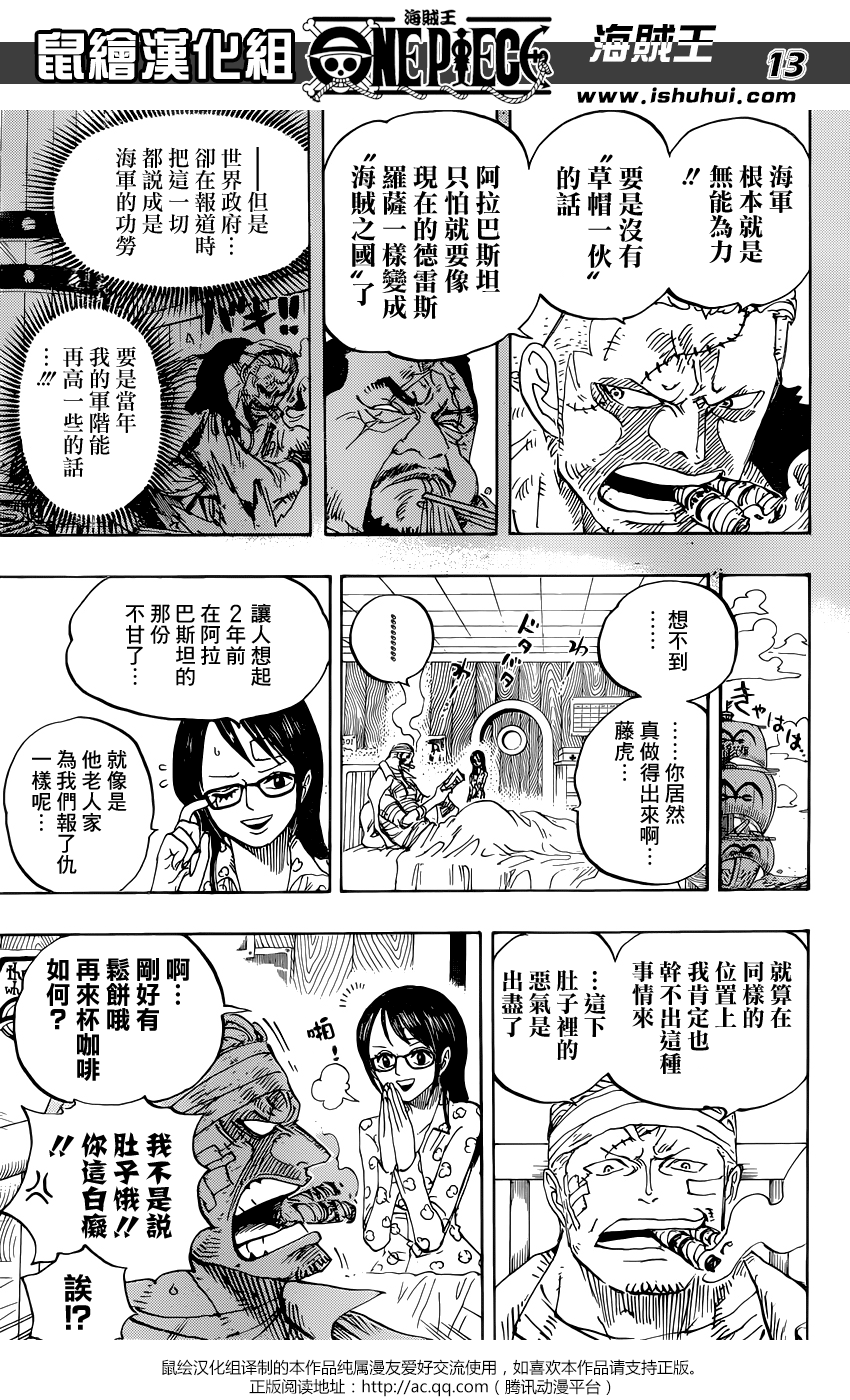 鼠繪漢化組
海賊王
ONE PIECE
海賊王
13
www.ishuhui.com
海軍
根本就是
無能為力
!!
要是沒有
〝草帽一伙〞
的話
阿拉巴斯坦
只怕就要像
現在的德雷斯
羅薩一樣變成
〝海賊之國〞了
——但是
世界政府…
卻在報道時
把這一切
都説成是
海軍的功勞
要是當年
我的軍階能
再高一些的話
…!!!
バキ!!
きゃはは…
想不到
……
……你居然
真做得出來啊…
藤虎…
………
ドタバタ
讓人想起
2年前
在阿拉
巴斯坦的
那份
不甘了…
就像是
他老人家
為我們報了仇
一樣呢…
就算在
同樣的
位置上
我肯定也
幹不出這種
事情來
…這下
肚子裡的
惡氣是
出盡了
啪!
啊…
剛好有
鬆餅哦
再來杯咖啡
如何?
我不是説
肚子饿!!
你這白癡
!!
誒!?
鼠绘汉化组译制的本作品纯属漫友爱好交流使用，如喜欢本作品请支持正版。
正版阅读地址：http://ac.qq.com（腾讯动漫平台）